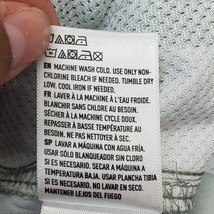 EN MACHINE WASH COLD. USE ONLY NON-
CHLORINE BLEACH IF NEEDED. TUMBLE DRY
LOW. COOL IRON IF NEEDED.
FR LAVER À LA MACHINE À L'EAU FROIDE.
BLANCHIR SANS CHLORE AU BESOIN.
SÉCHER À LA MACHINE CYCLE DOUX.
REPASSER À BASSE TEMPÉRATURE AU
BESOIN. NE PAS NETTOYER À SEC.
SP LAVAR A MÁQUINA CON AGUA FRÍA.
USAR SÓLO BLANQUEADOR SIN CLORO
SI ES NECESARIO. SECAR A MÁQUINA A
TEMPERATURA BAJA. USAR PLANCHA TIBIA
SI ES NECESARIO. NO LAVAR EN SECO.
MANTENER LEJOS DEL FUEGO